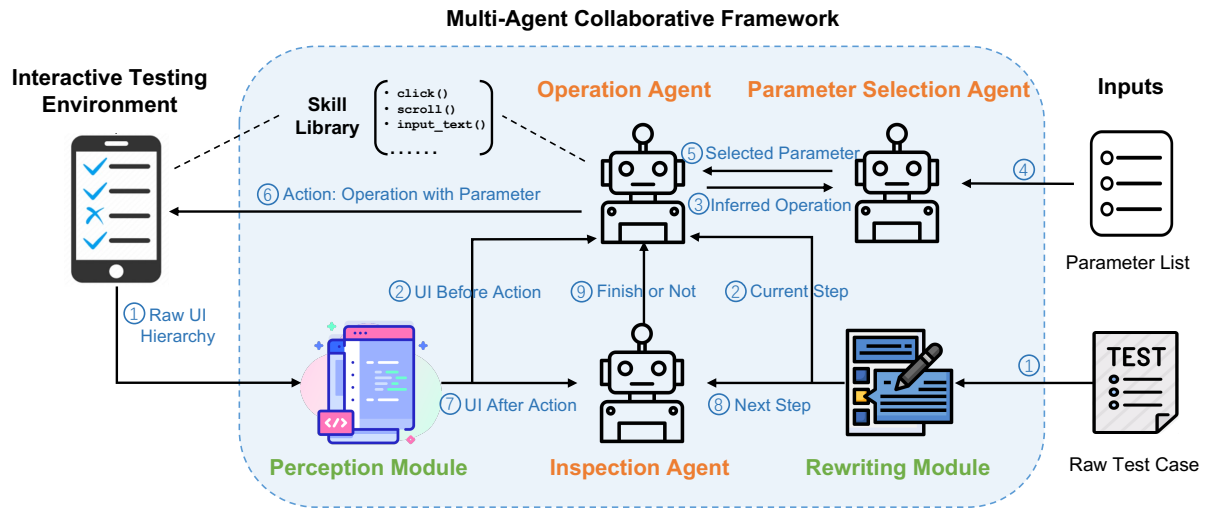 Multi-Agent Collaborative Framework
Interactive Testing
Environment
Skill
Library
• click()
• scroll()
• input_text()
......
Operation Agent
Parameter Selection Agent
Inputs
⑤ Selected Parameter
④
⑥ Action: Operation with Parameter
③ Inferred Operation
Parameter List
② UI Before Action
⑨ Finish or Not
② Current Step
① Raw UI
Hierarchy
TEST
①
⑦ UI After Action
⑧ Next Step
</>
Perception Module
Inspection Agent
Rewriting Module
Raw Test Case